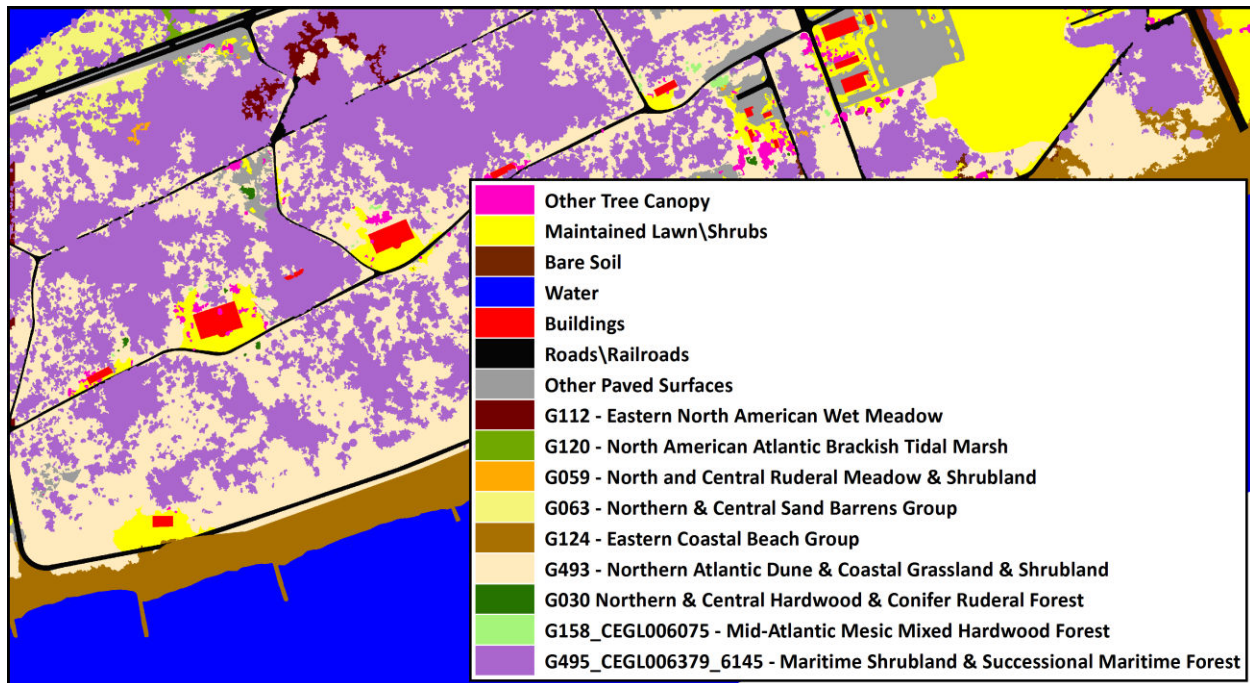 Other Tree Canopy
Maintained Lawn\Shrubs
Bare Soil
Water
Buildings
Roads\Railroads
Other Paved Surfaces
G112 - Eastern North American Wet Meadow
G120 - North American Atlantic Brackish Tidal Marsh
G059 - North and Central Ruderal Meadow & Shrubland
G063 - Northern & Central Sand Barrens Group
G124 - Eastern Coastal Beach Group
G493 - Northern Atlantic Dune & Coastal Grassland & Shrubland
G030 Northern & Central Hardwood & Conifer Ruderal Forest
G158_CEGL006075 - Mid-Atlantic Mesic Mixed Hardwood Forest
G495_CEGL006379_6145 - Maritime Shrubland & Successional Maritime Forest